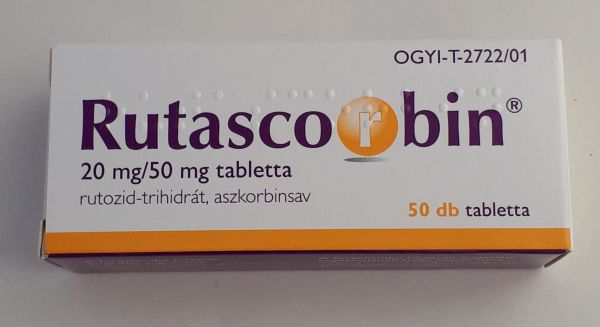 OGYI-T-2722/01
Rutascorbin®
20 mg/50 mg tabletta
rutozid-trihidrát, aszkorbinsav
50 db tabletta